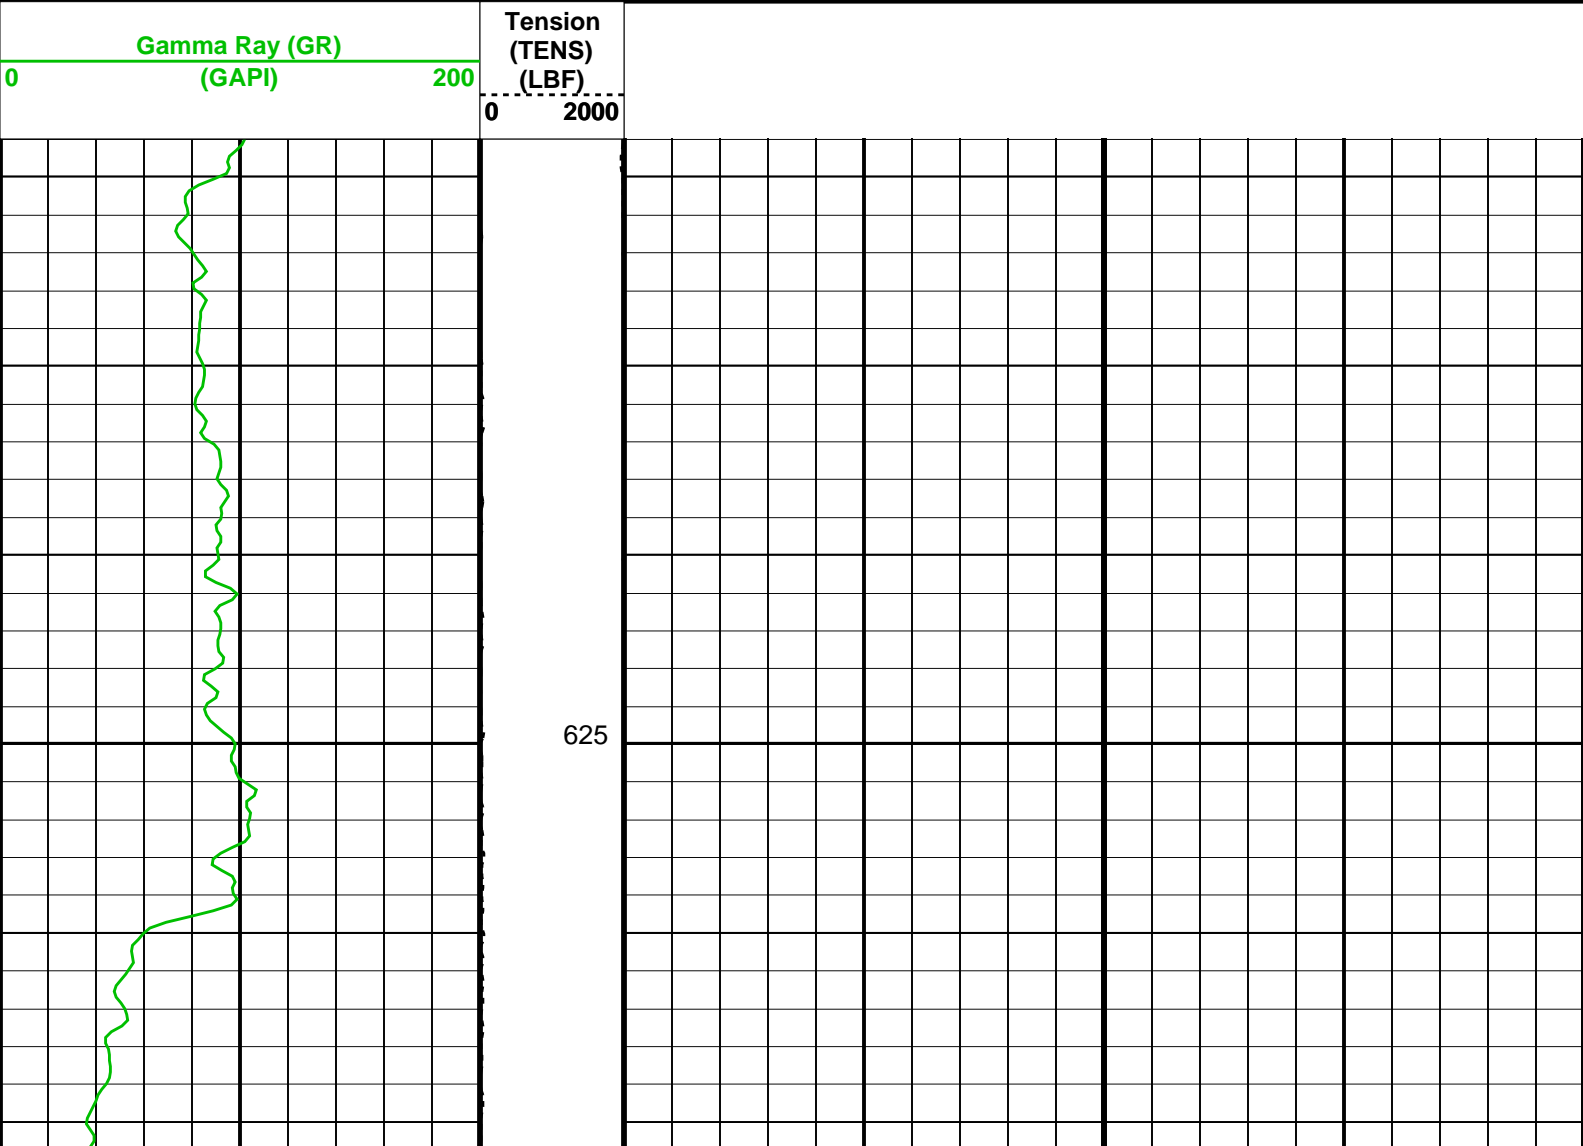 Gamma Ray (GR)
0 (GAPI) 200
Tension
(TENS)
(LBF)
0 2000
625